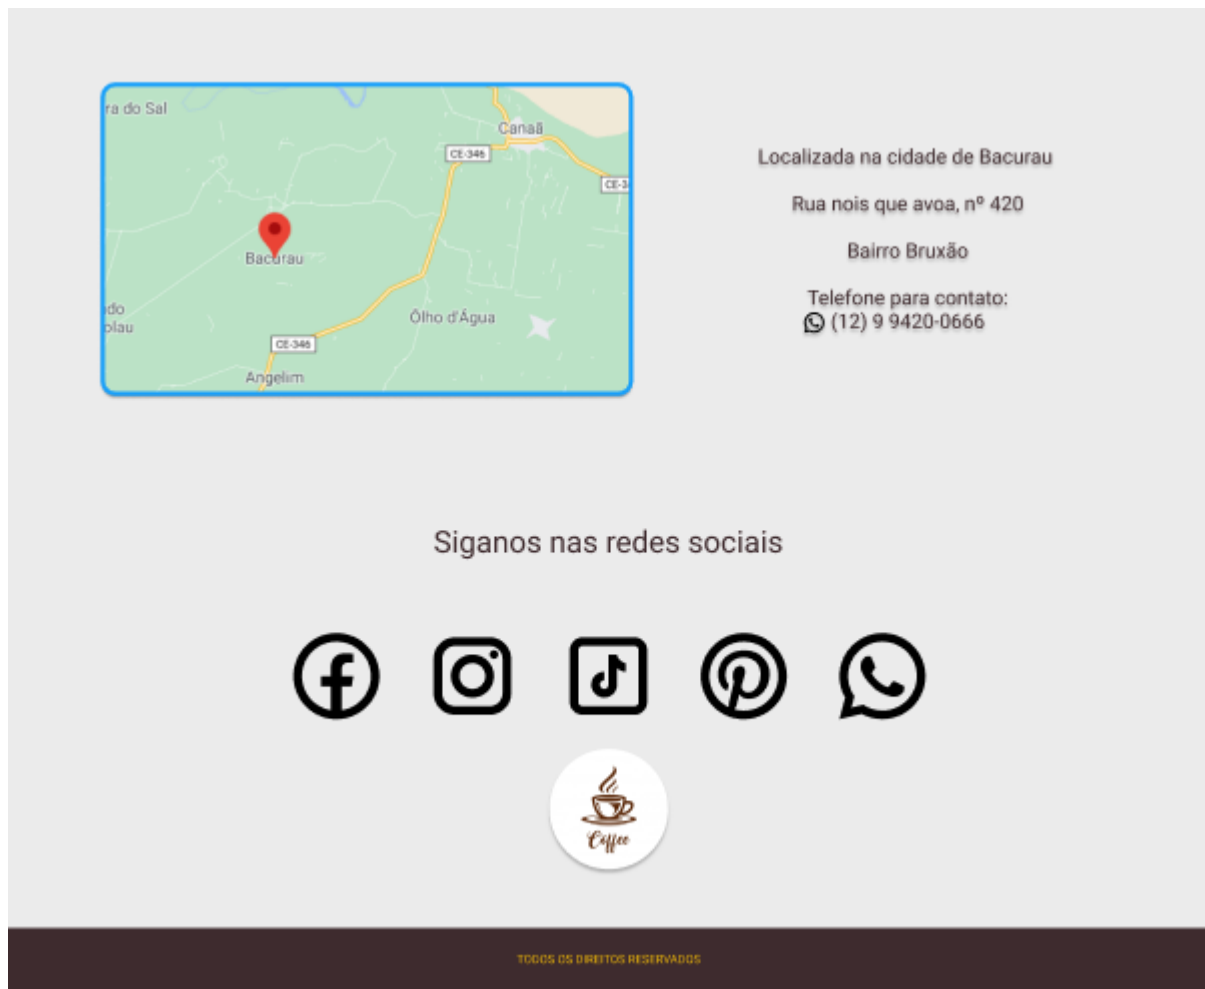 ra do Sal
Canaã
CE-346
CE-3
Bacurau
do
olau
Ôlho d'Água
CE-346
Angelim
Localizada na cidade de Bacurau
Rua nois que avoa, nº 420
Bairro Bruxão
Telefone para contato:
(12) 9 9420-0666
Siganos nas redes sociais
Coffee
TODOS OS DIREITOS RESERVADOS